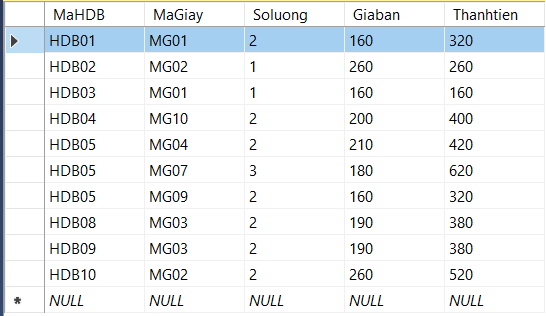 MaHDB MaGiay Soluong Giaban Thanhtien
HDB01 MG01 2 160 320
HDB02 MG02 1 260 260
HDB03 MG01 1 160 160
HDB04 MG10 2 200 400
HDB05 MG04 2 210 420
HDB05 MG07 3 180 620
HDB05 MG09 2 160 320
HDB08 MG03 2 190 380
HDB09 MG03 2 190 380
HDB10 MG02 2 260 520
* NULL NULL NULL NULL NULL